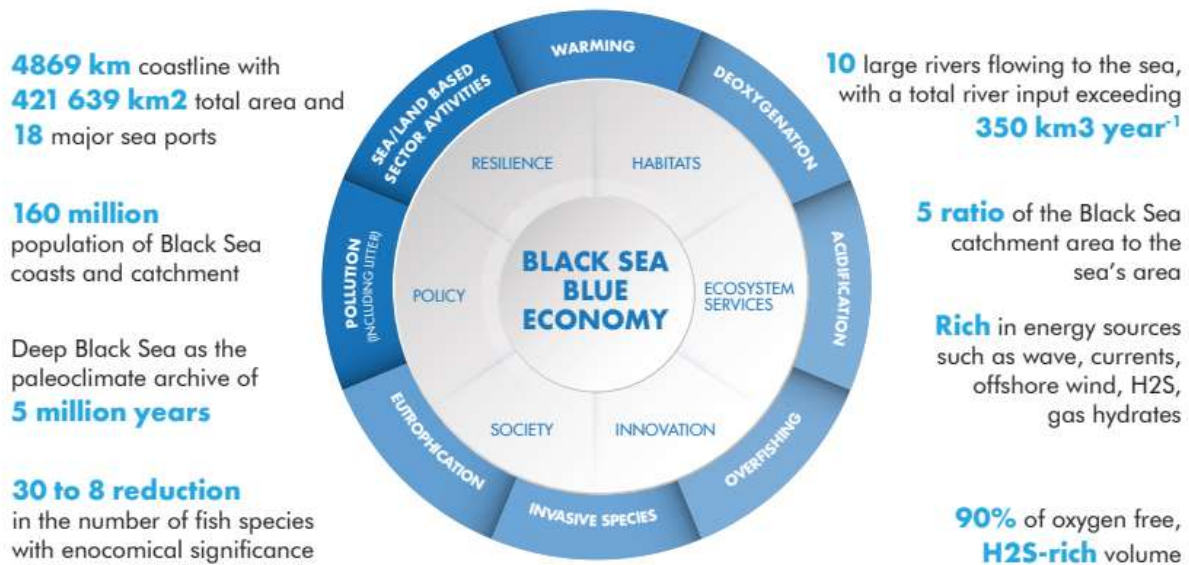 4869 km coastline with
421 639 km2 total area and
18 major sea ports
160 million
population of Black Sea
coasts and catchment
Deep Black Sea as the
paleoclimate archive of
5 million years
30 to 8 reduction
in the number of fish species
with enocomical significance
WARMING
DEOXYGENATION
ACIDIFICATION
OVERFISHING
INVASIVE SPECIES
EUTROPHICATION
POLLUTION
(INCLUDING LITTER)
SEA/LAND BASED
SECTOR AVTIVITIES
RESILIENCE
HABITATS
ECOSYSTEM
SERVICES
INNOVATION
SOCIETY
POLICY
BLACK SEA
BLUE
ECONOMY
10 large rivers flowing to the sea,
with a total river input exceeding
350 km3 year-1
5 ratio of the Black Sea
catchment area to the
sea's area
Rich in energy sources
such as wave, currents,
offshore wind, H2S,
gas hydrates
90% of oxygen free,
H2S-rich volume